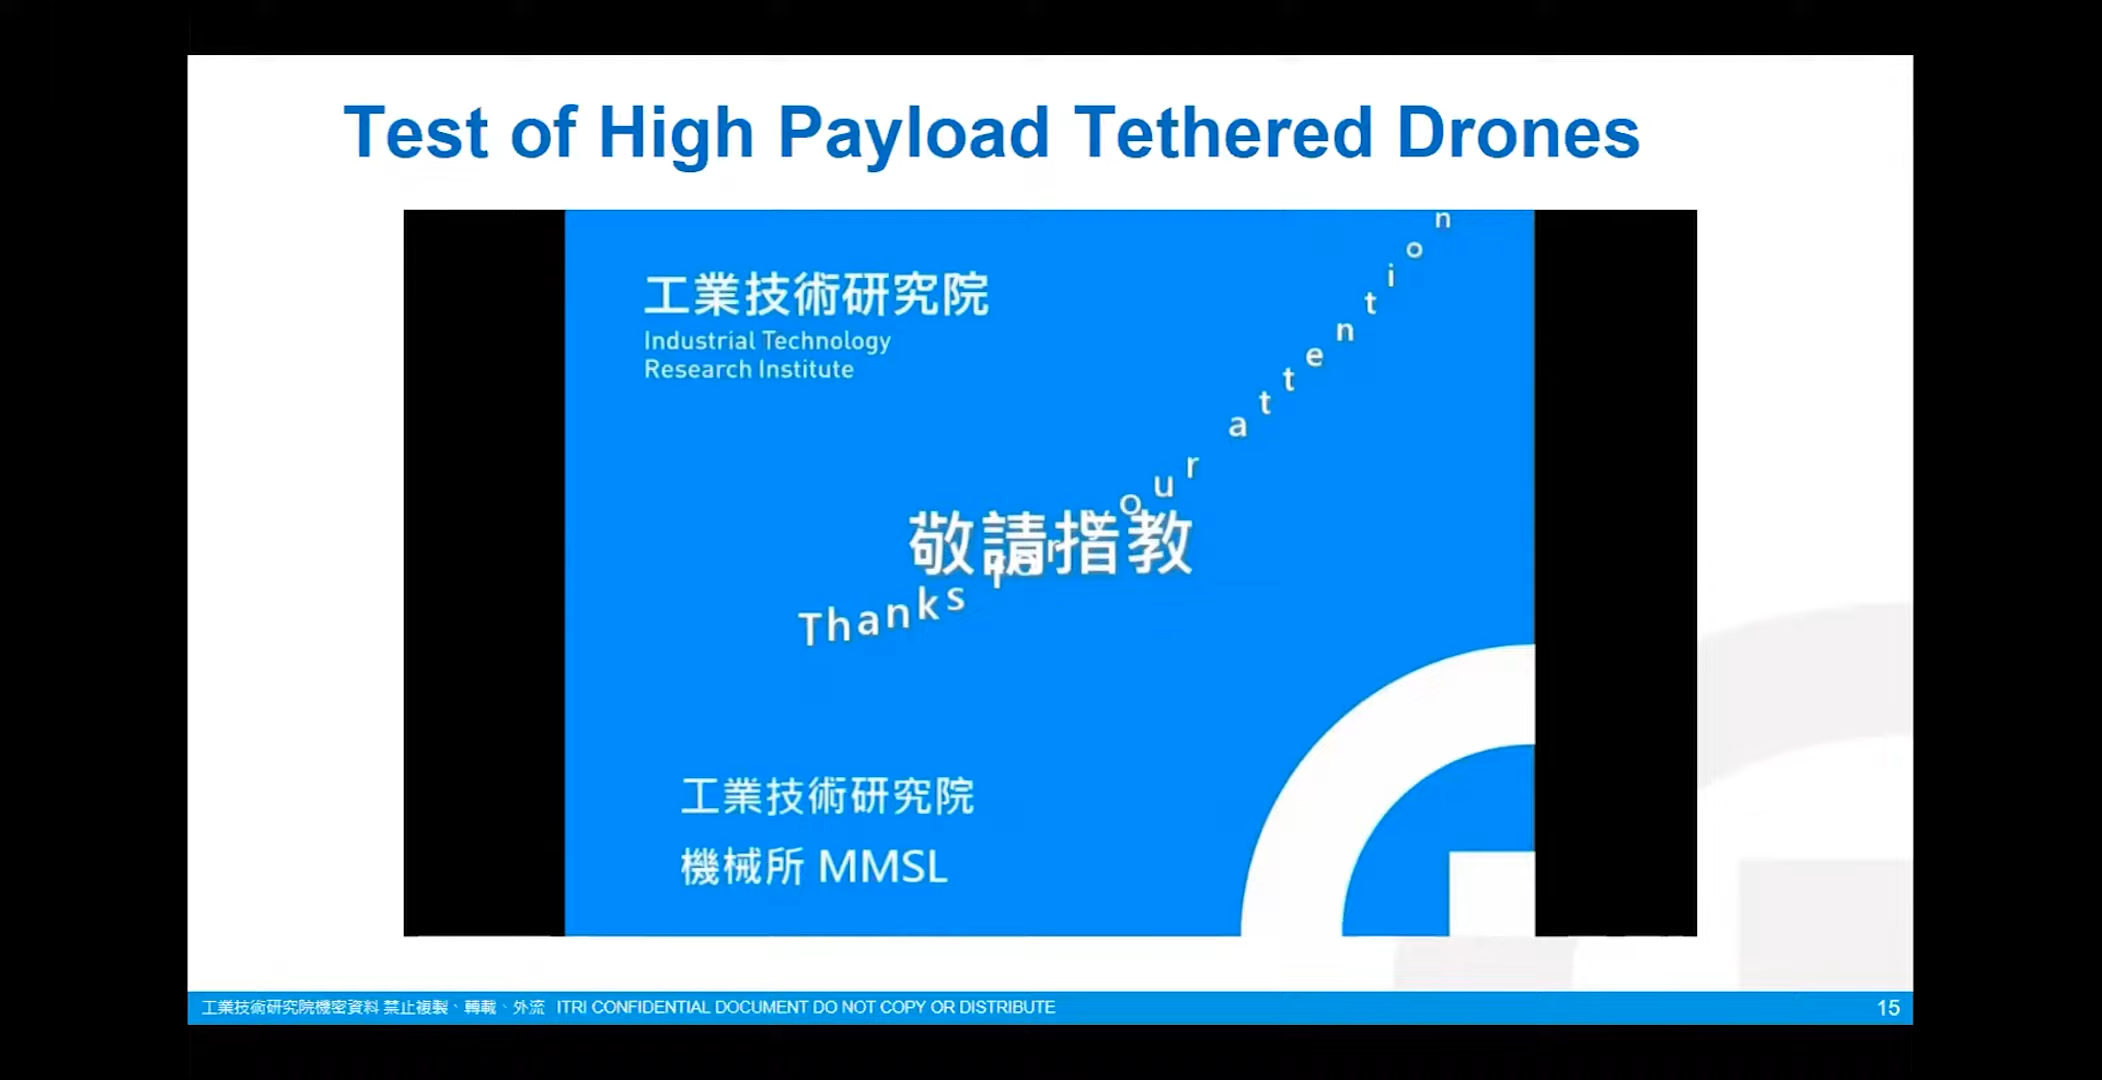 Test of High Payload Tethered Drones
工業技術研究院
Industrial Technology
Research Institute
敬請指教
Thanks for your attention
工業技術研究院
機械所 MMSL
工業技術研究院機密資料 禁止複製、轉載、外流 ITRI CONFIDENTIAL DOCUMENT DO NOT COPY OR DISTRIBUTE
15